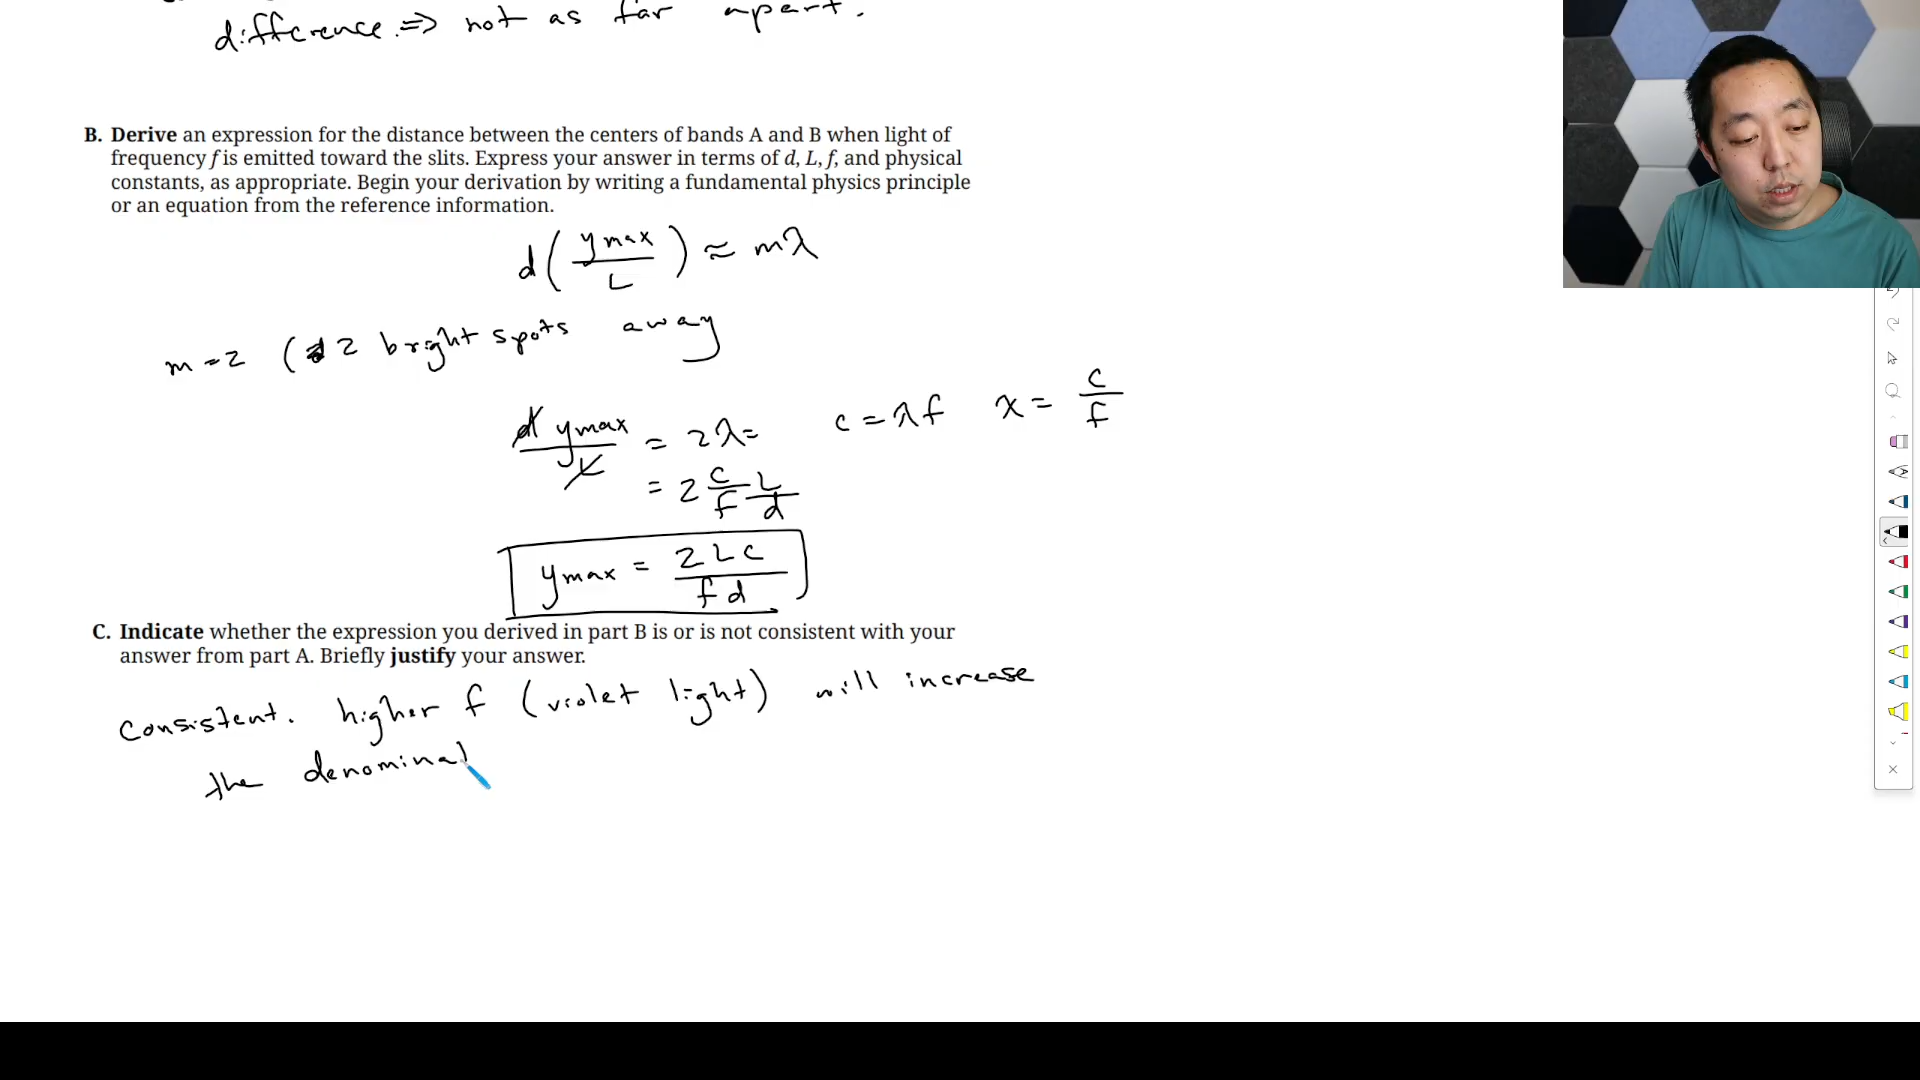 difference. => not as far apart.
B. Derive an expression for the distance between the centers of bands A and B when light of
frequency f is emitted toward the slits. Express your answer in terms of d, L, f, and physical
constants, as appropriate. Begin your derivation by writing a fundamental physics principle
or an equation from the reference information.
d(ymax/L) ≈ mλ
m = 2 (2 bright spots away
d ymax/L = 2λ = c = λf λ = c/f
= 2 c/f L/d
ymax = 2Lc/fd
C. Indicate whether the expression you derived in part B is or is not consistent with your
answer from part A. Briefly justify your answer.
Consistent. higher f (violet light) will increase
the denominat